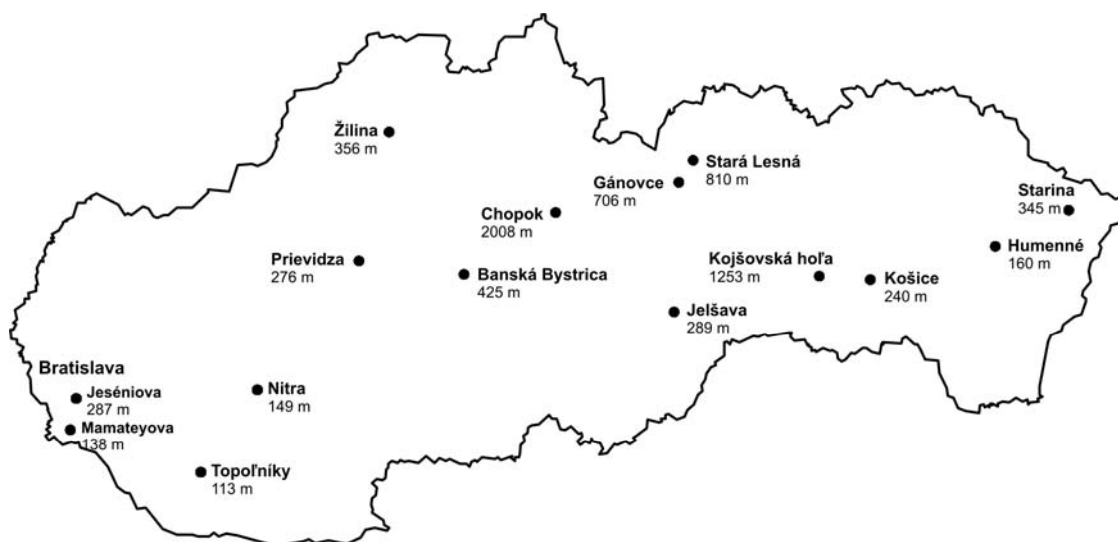 Žilina
356 m
Stará Lesná
810 m
Gánovce
706 m
Starina
345 m
Chopok
2008 m
Humenné
160 m
Prievidza
276 m
Banská Bystrica
425 m
Kojšovská hoľa
1253 m
Košice
240 m
Jelšava
289 m
Bratislava
Jeséniova
287 m
Mamateyova
138 m
Nitra
149 m
Topoľníky
113 m